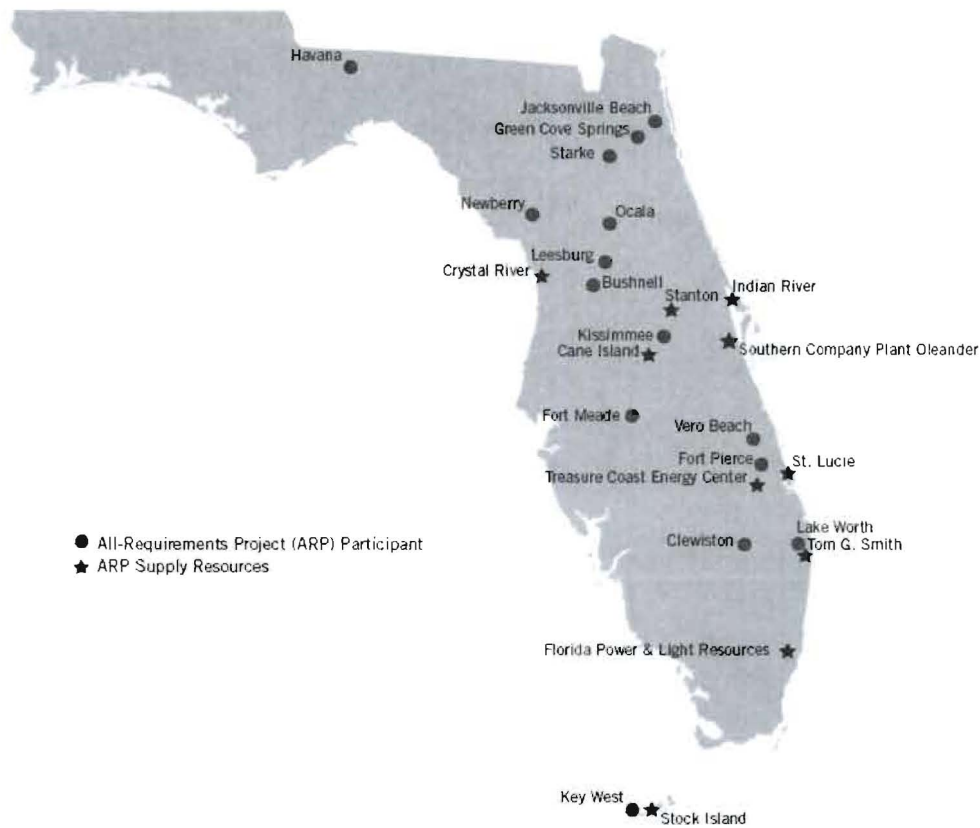 Havana
Jacksonville Beach
Green Cove Springs
Starke
Newberry
Ocala
Leesburg
Crystal River
Bushnell
Stanton
Indian River
Kissimmee
Cane Island
Southern Company Plant Oleander
Fort Meade
Vero Beach
Fort Pierce
St. Lucie
Treasure Coast Energy Center
Lake Worth
Clewiston
Tom G. Smith
All-Requirements Project (ARP) Participant
ARP Supply Resources
Florida Power & Light Resources
Key West
Stock Island